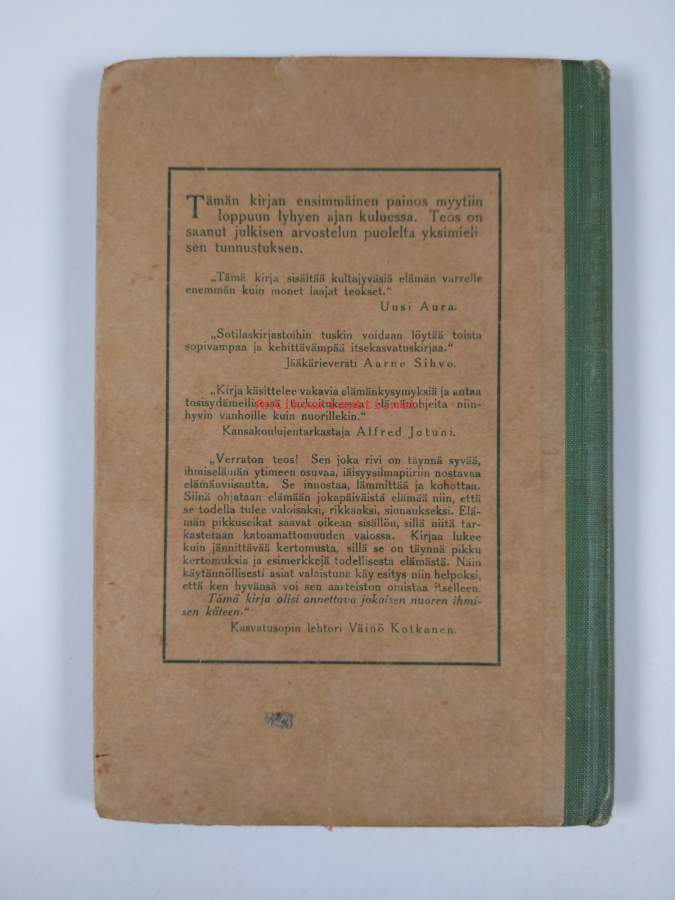 Tämän kirjan ensimmäinen painos myytiin
loppuun lyhyen ajan kuluessa. Teos on
saanut julkisen arvostelun puolelta yksimieli-
sen tunnustuksen.
„Tämä kirja sisältää kultajyväsiä elämän varrelle
enemmän kuin monet laajat teokset."
Uusi Aura.
„Sotilaskirjastoihin tuskin voidaan löytää toista
sopivampaa ja kehittävämpää itsekasvatuskirjaa."
Jääkärieversti Aarne Sihvo.
„Kirja käsittelee vakavia elämänkysymyksiä ja antaa
tosisydämellisessä tarkoituksessa elämänohjeita niin-
hyvin vanhoille kuin nuorillekin."
Antikvariaatti.net
Kansakoulujentarkastaja Alfred Jotuni.
„Verraton teos! Sen joka rivi on täynnä syvää,
ihmiselämän ytimeen osuvaa, iäisyysilmapiiriin nostavaa
elämänviisautta. Se innostaa, lämmittää ja kohottaa.
Siinä ohjataan elämään jokapäiväistä elämää niin, että
se todella tulee valoisaksi, rikkaaksi, siunaukseksi. Elä-
män pikkuseikat saavat oikean sisällön, sillä niitä tar-
kastetaan katoamattomuuden valossa. Kirjaa lukee
kuin jännittävää kertomusta, sillä se on täynnä pikku
kertomuksia ja esimerkkejä todellisesta elämästä. Näin
käytännöllisesti asiat valaistuna käy esitys niin helpoksi,
että ken hyvänsä voi sen aarteiston omistaa itselleen.
Tämä kirja olisi annettava jokaisen nuoren ihmi-
sen käteen."
Kasvatusopin lehtori Väinö Kotkanen.